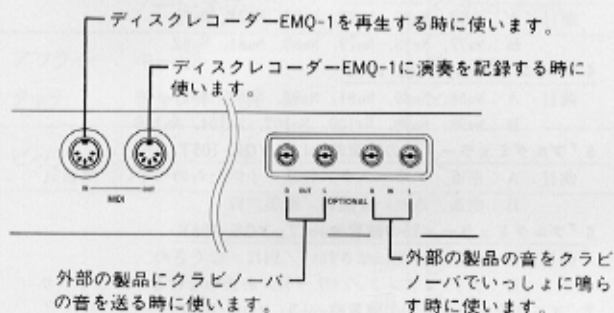 ディスクレコーダーEMQ-1を再生する時に使います。
ディスクレコーダーEMQ-1に演奏を記録する時に
使います。
IN OUT
MIDI
R OUT L OPTIONAL R IN L
外部の製品にクラビノーバ
の音を送る時に使います。
外部の製品の音をクラビ
ノーバでいっしょに鳴ら
す時に使います。